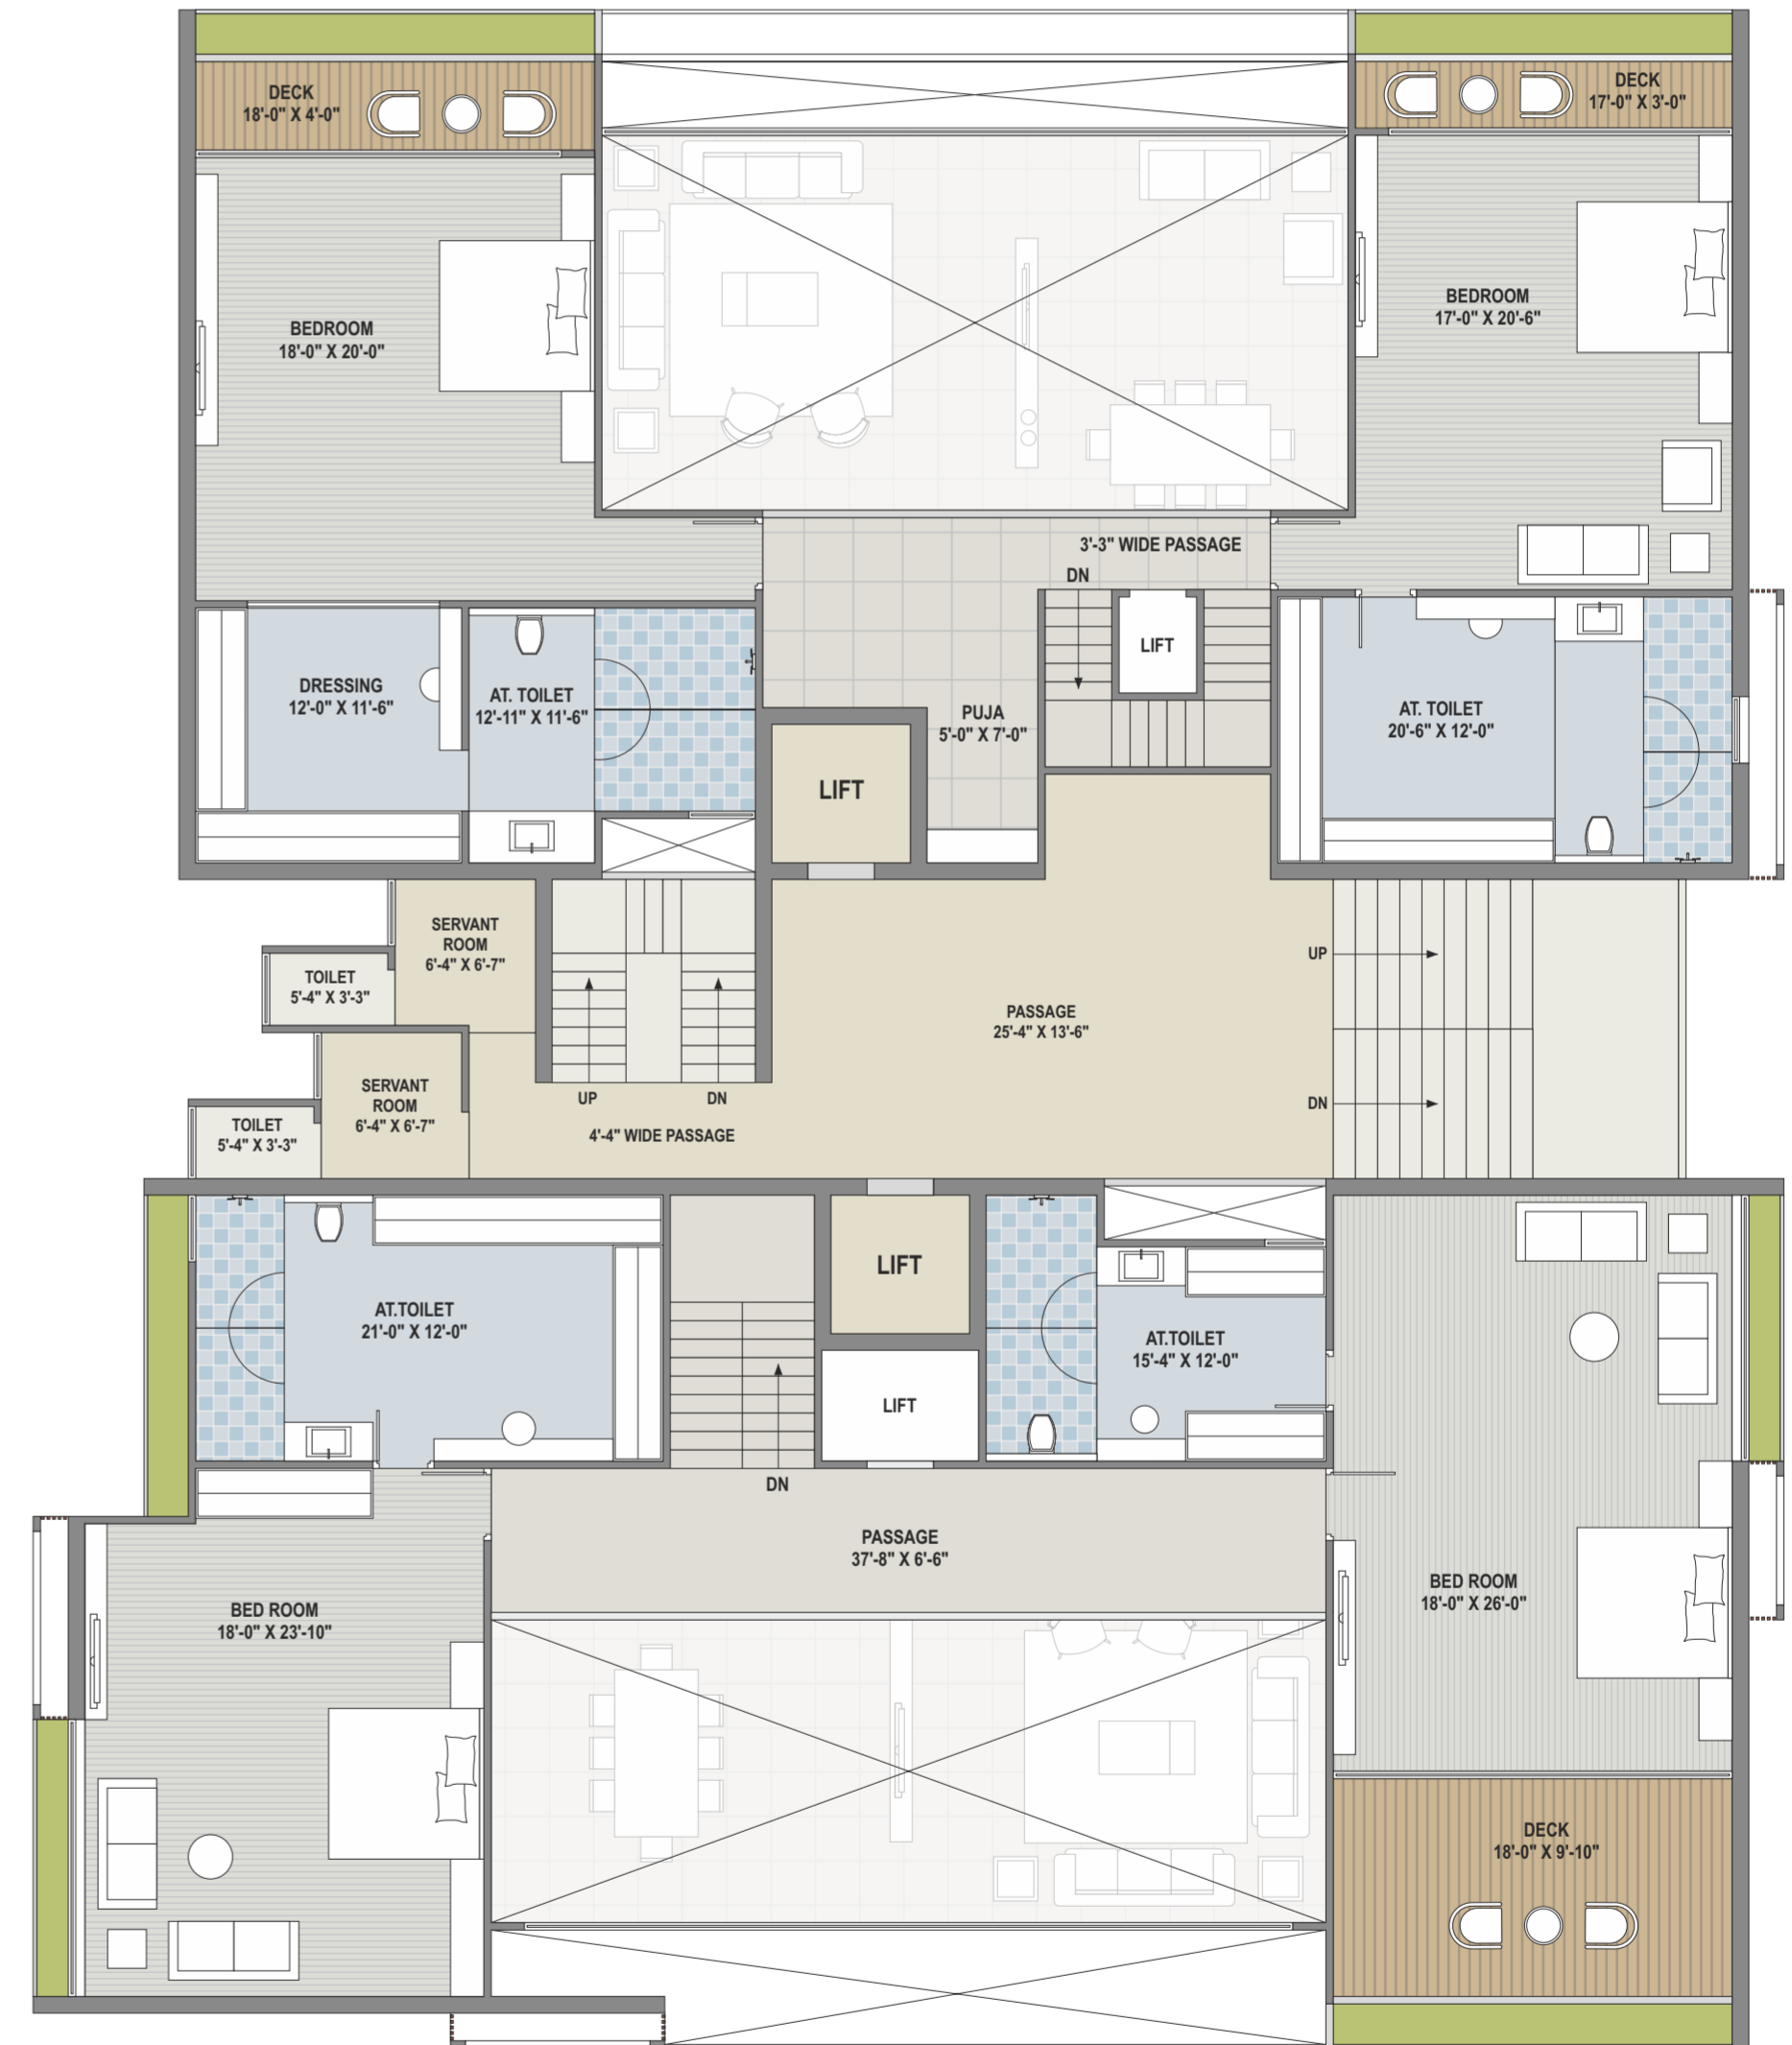 DECK
18'-0" X 4'-0"
DECK
17'-0" X 3'-0"
BEDROOM
18'-0" X 20'-0"
BEDROOM
17'-0" X 20'-6"
3'-3" WIDE PASSAGE
DN
LIFT
DRESSING
12'-0" X 11'-6"
AT. TOILET
12'-11" X 11'-6"
PUJA
5'-0" X 7'-0"
AT. TOILET
20'-6" X 12'-0"
LIFT
SERVANT
ROOM
6'-4" X 6'-7"
TOILET
5'-4" X 3'-3"
UP
PASSAGE
25'-4" X 13'-6"
SERVANT
ROOM
6'-4" X 6'-7"
UP
DN
DN
TOILET
5'-4" X 3'-3"
4'-4" WIDE PASSAGE
LIFT
AT.TOILET
21'-0" X 12'-0"
AT.TOILET
15'-4" X 12'-0"
LIFT
DN
PASSAGE
37'-8" X 6'-6"
BED ROOM
18'-0" X 23'-10"
BED ROOM
18'-0" X 26'-0"
DECK
18'-0" X 9'-10"